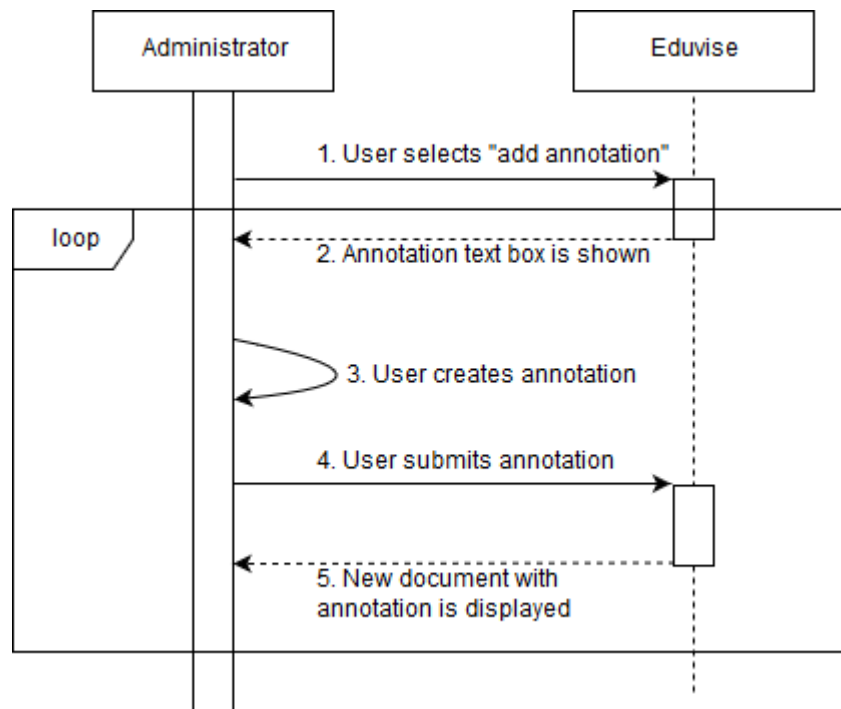 Administrator
Eduvise
1. User selects "add annotation"
loop
2. Annotation text box is shown
3. User creates annotation
4. User submits annotation
5. New document with
annotation is displayed